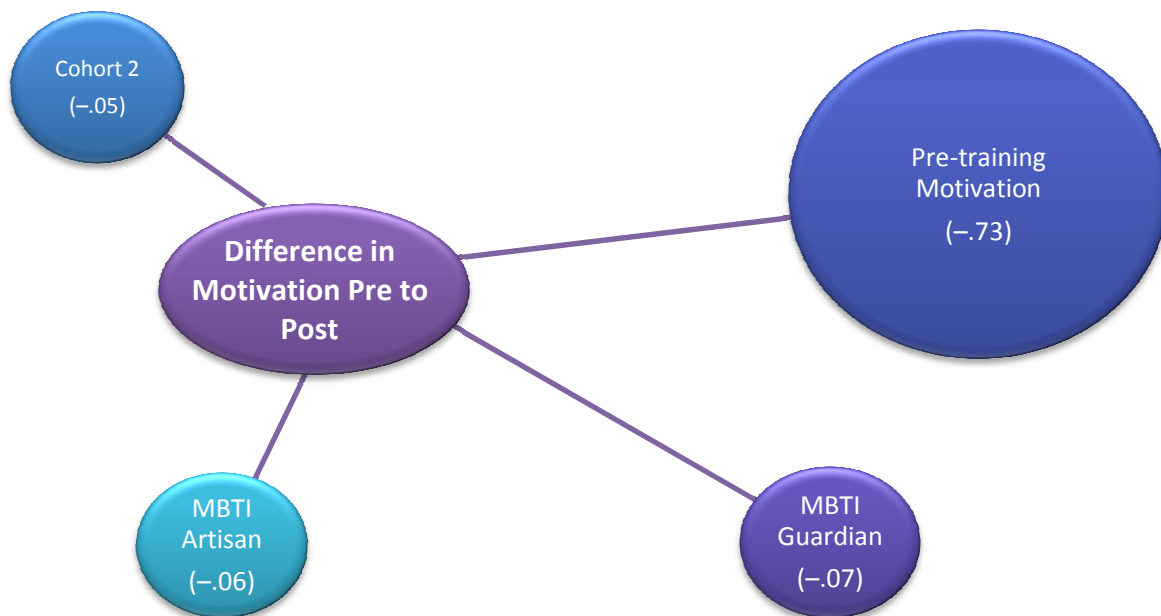 Cohort 2
(–.05)
Pre-training
Motivation
(–.73)
Difference in
Motivation Pre to
Post
MBTI
Artisan
(–.06)
MBTI
Guardian
(–.07)